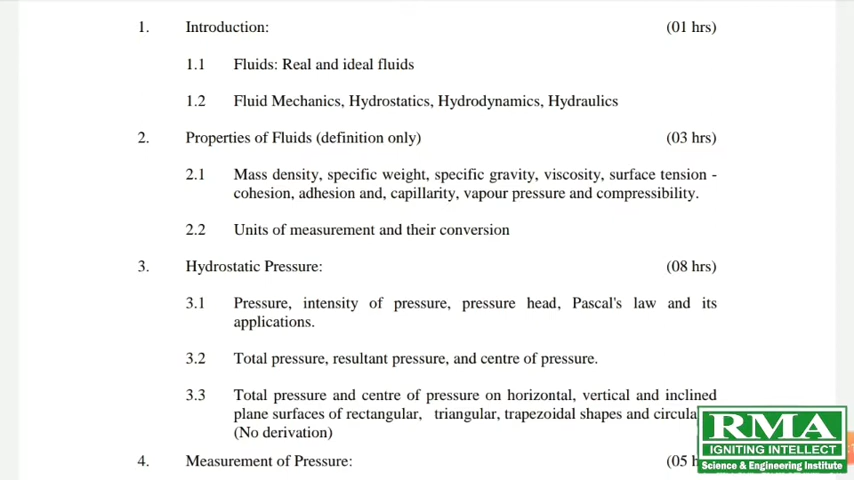 1. Introduction: (01 hrs)
1.1 Fluids: Real and ideal fluids
1.2 Fluid Mechanics, Hydrostatics, Hydrodynamics, Hydraulics
2. Properties of Fluids (definition only) (03 hrs)
2.1 Mass density, specific weight, specific gravity, viscosity, surface tension -
cohesion, adhesion and, capillarity, vapour pressure and compressibility.
2.2 Units of measurement and their conversion
3. Hydrostatic Pressure: (08 hrs)
3.1 Pressure, intensity of pressure, pressure head, Pascal's law and its
applications.
3.2 Total pressure, resultant pressure, and centre of pressure.
3.3 Total pressure and centre of pressure on horizontal, vertical and inclined
plane surfaces of rectangular, triangular, trapezoidal shapes and
(No derivation)
4. Measurement of Pressure: (05
RMA
IGNITING INTELLECT
Science & Engineering Institute